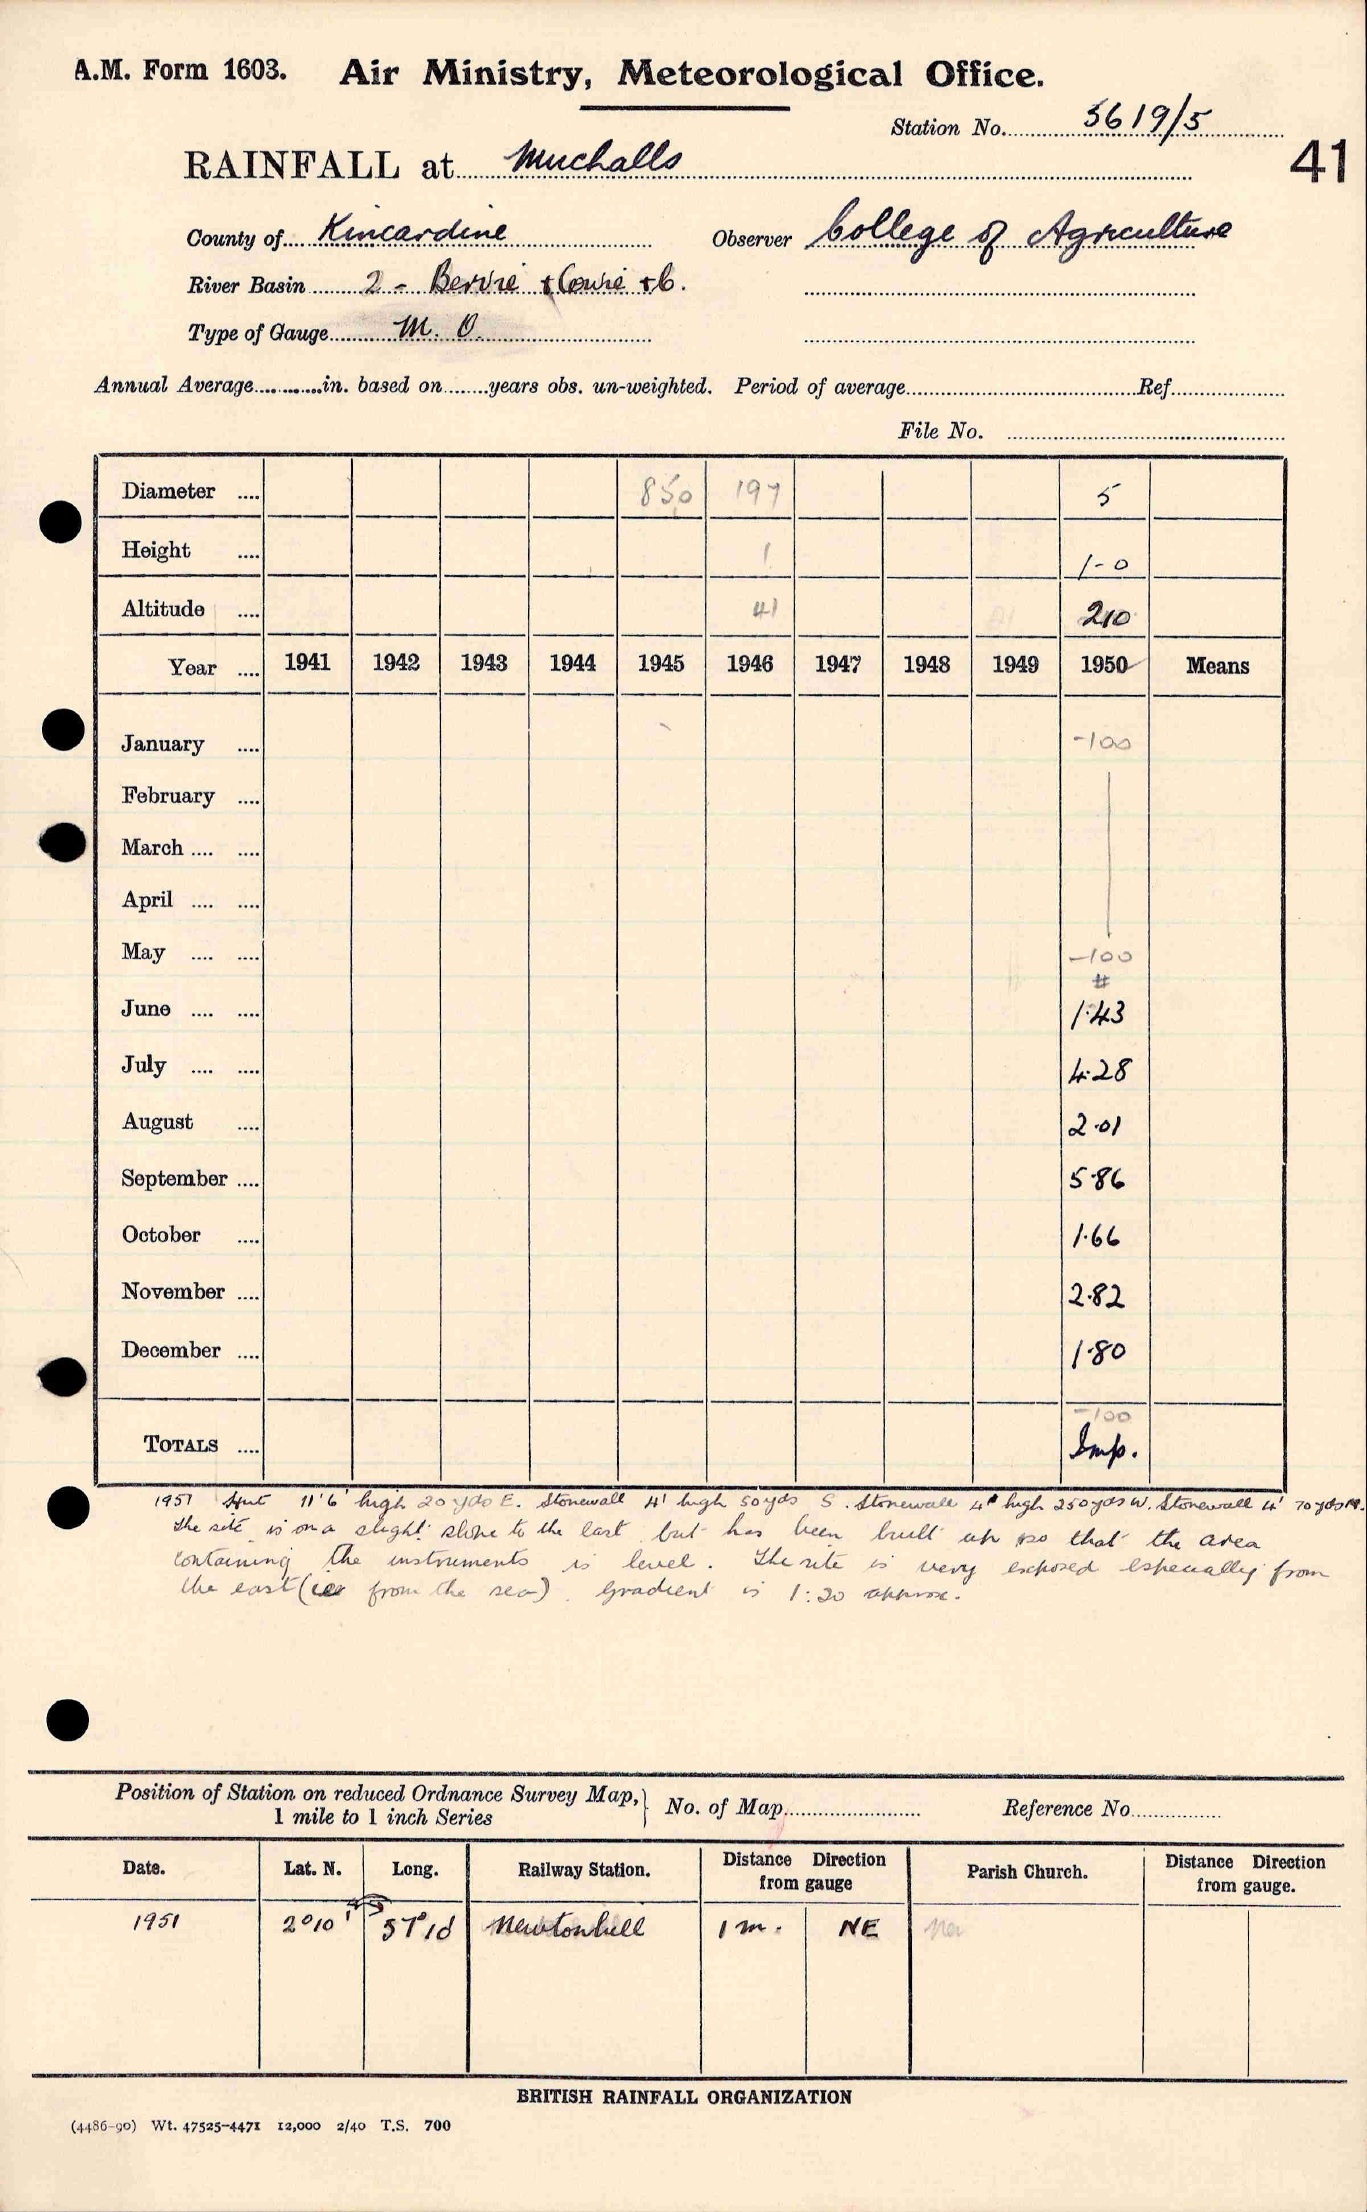 A.M. Form 1603. Air Ministry, Meteorological Office.
Station No. 5619/5
41
RAINFALL at Muchalls
County of Kincardine Observer College of Agriculture
River Basin 2 - Bervie + Cowie + C.
Type of Gauge M. O.
Annual Average in. based on years obs. un-weighted. Period of average Ref.
File No.
Diameter 850 197 5
Height 1 1-0
Altitude 41 210
Year 1941 1942 1943 1944 1945 1946 1947 1948 1949 1950 Means
January -100
February
March
April
May -100
#
June 1.43
July 4.28
August 2.01
September 5.86
October 1.66
November 2.82
December 1.80
-100
TOTALS Imp.
1951 Hut 11'6" high 20 yds E. Stonewall 4' high 50 yds S. Stonewall 4' high 250 yds W. Stonewall 4' 70 yds N.
The site is on a slight slope to the east but has been built up so that the area
containing the instruments is level. The site is very exposed especially from
the east (ie from the sea). Gradient is 1:20 approx.
Position of Station on reduced Ordnance Survey Map, } No. of Map Reference No.
1 mile to 1 inch Series
Date. Lat. N. Long. Railway Station. Distance from gauge Direction Parish Church. Distance from gauge. Direction
1951 2°10' 57°1 Newtonhill 1 m. NE New
BRITISH RAINFALL ORGANIZATION
(4486-90) Wt. 47525-4471 12,000 2/40 T.S. 700